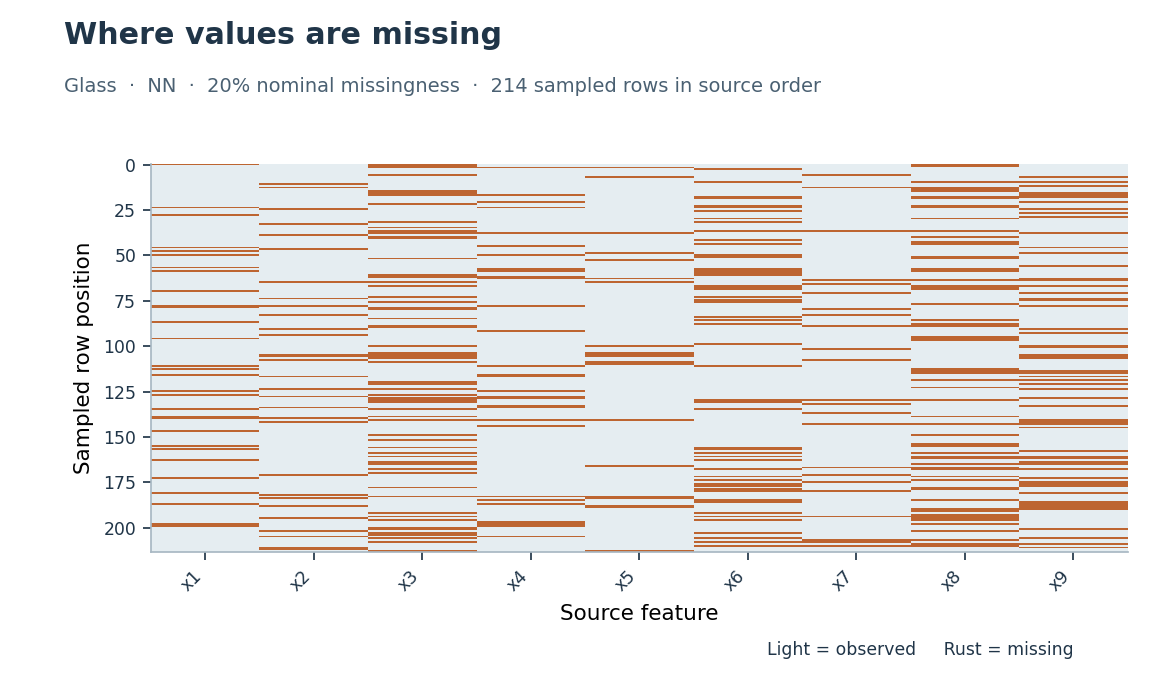 Where values are missing
Glass · NN · 20% nominal missingness · 214 sampled rows in source order
0
25
50
75
100
125
150
175
200
Sampled row position
x1 x2 x3 x4 x5 x6 x7 x8 x9
Source feature
Light = observed Rust = missing